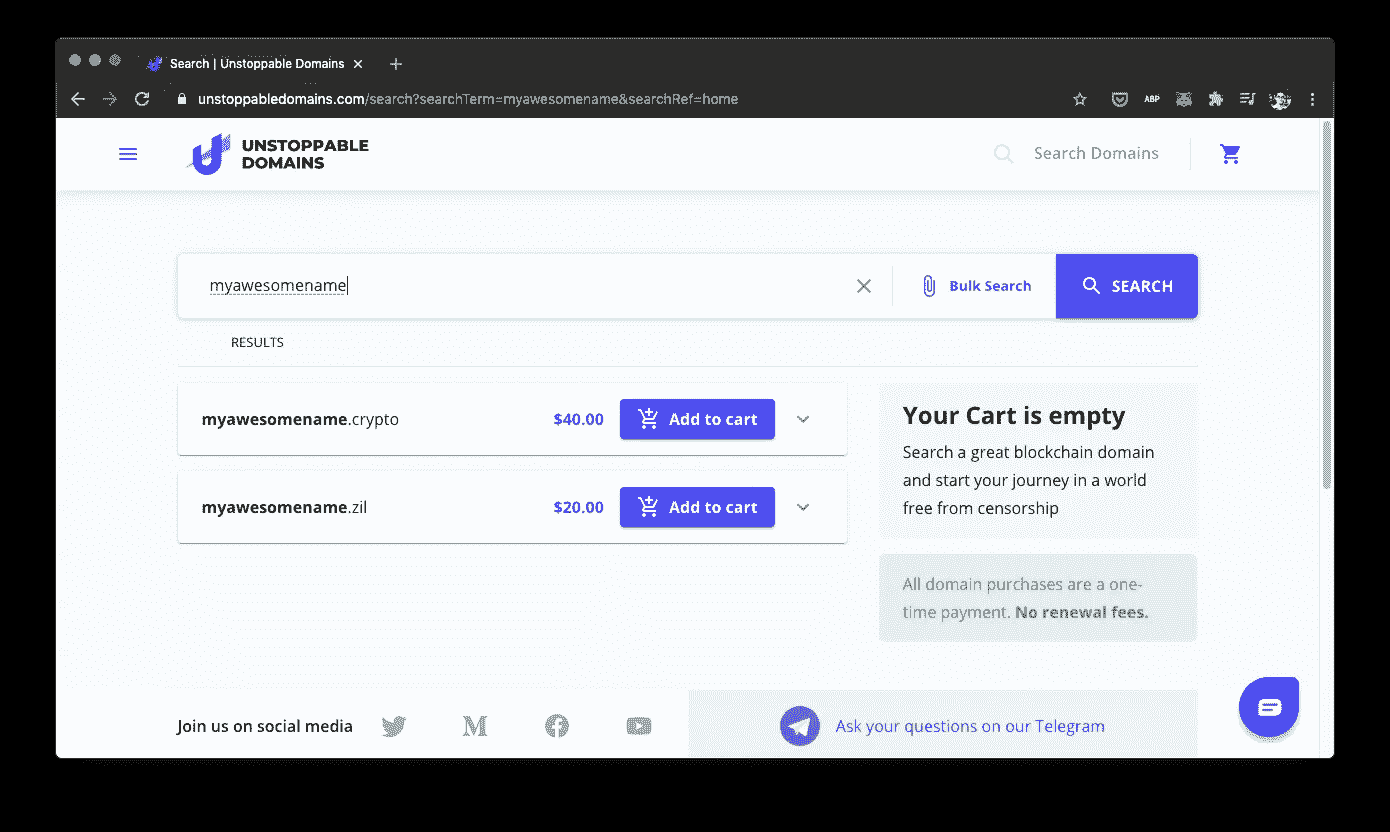 Search | Unstoppable Domains
unstoppabledomains.com/search?searchTerm=myawesomename&searchRef=home
ABP
UNSTOPPABLE
DOMAINS
Search Domains
myawesomename
Bulk Search
SEARCH
RESULTS
myawesomename.crypto
$40.00
Add to cart
myawesomename.zil
$20.00
Add to cart
Your Cart is empty
Search a great blockchain domain
and start your journey in a world
free from censorship
All domain purchases are a one-
time payment. No renewal fees.
Join us on social media
Ask your questions on our Telegram